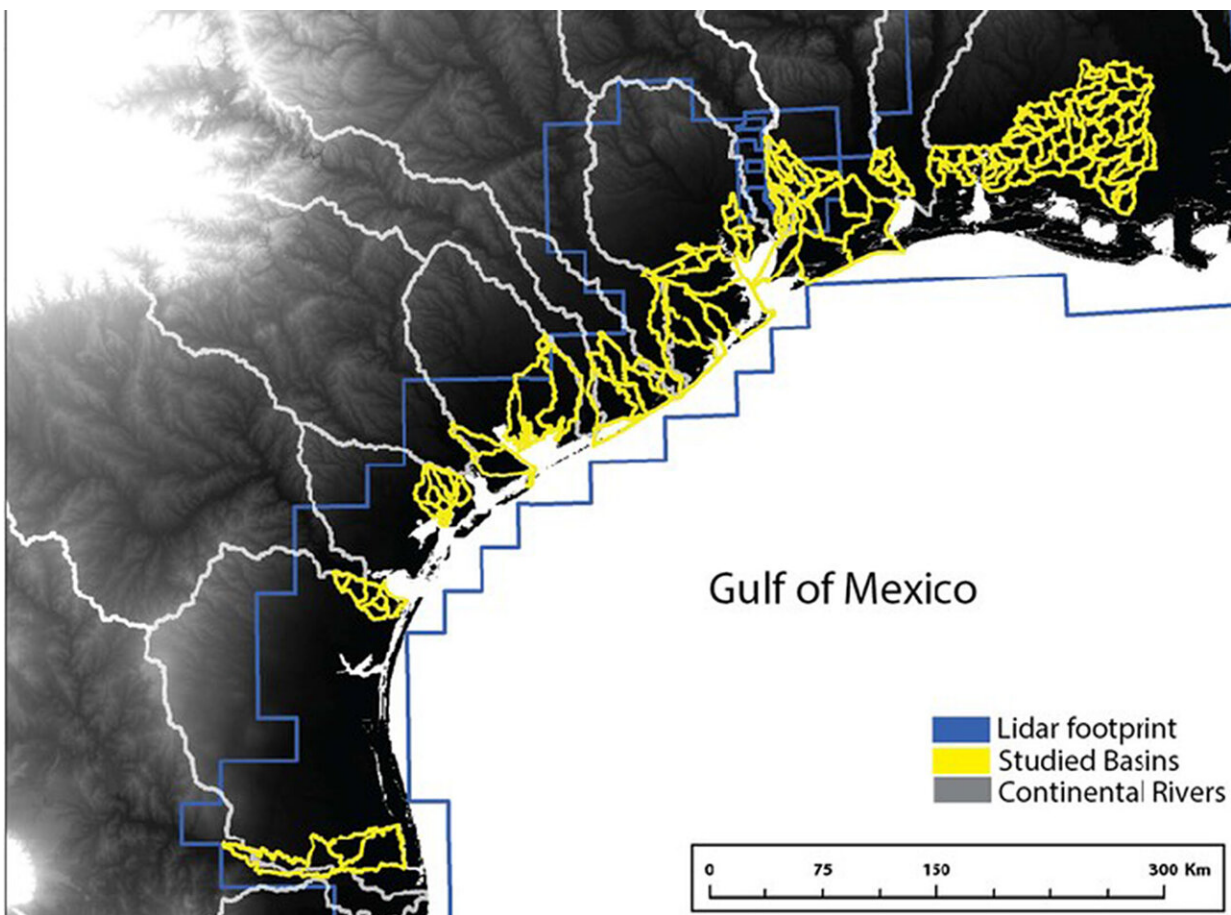 Gulf of Mexico
Lidar footprint
Studied Basins
Continental Rivers
0 75 150 300 Km